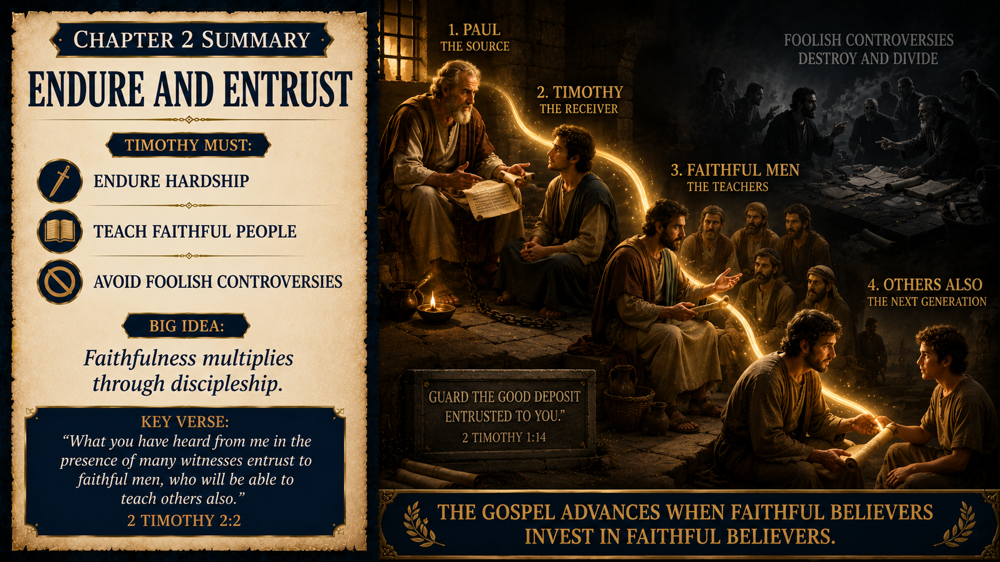 CHAPTER 2 SUMMARY
ENDURE AND ENTRUST
TIMOTHY MUST:
ENDURE HARDSHIP
TEACH FAITHFUL PEOPLE
AVOID FOOLISH CONTROVERSIES
BIG IDEA:
Faithfulness multiplies
through discipleship.
KEY VERSE:
“What you have heard from me in the
presence of many witnesses entrust to
faithful men, who will be able to
teach others also.”
2 TIMOTHY 2:2
1. PAUL
THE SOURCE
2. TIMOTHY
THE RECEIVER
3. FAITHFUL MEN
THE TEACHERS
FOOLISH CONTROVERSIES
DESTROY AND DIVIDE
4. OTHERS ALSO
THE NEXT GENERATION
GUARD THE GOOD DEPOSIT
ENTRUSTED TO YOU.”
2 TIMOTHY 1:14
THE GOSPEL ADVANCES WHEN FAITHFUL BELIEVERS
INVEST IN FAITHFUL BELIEVERS.